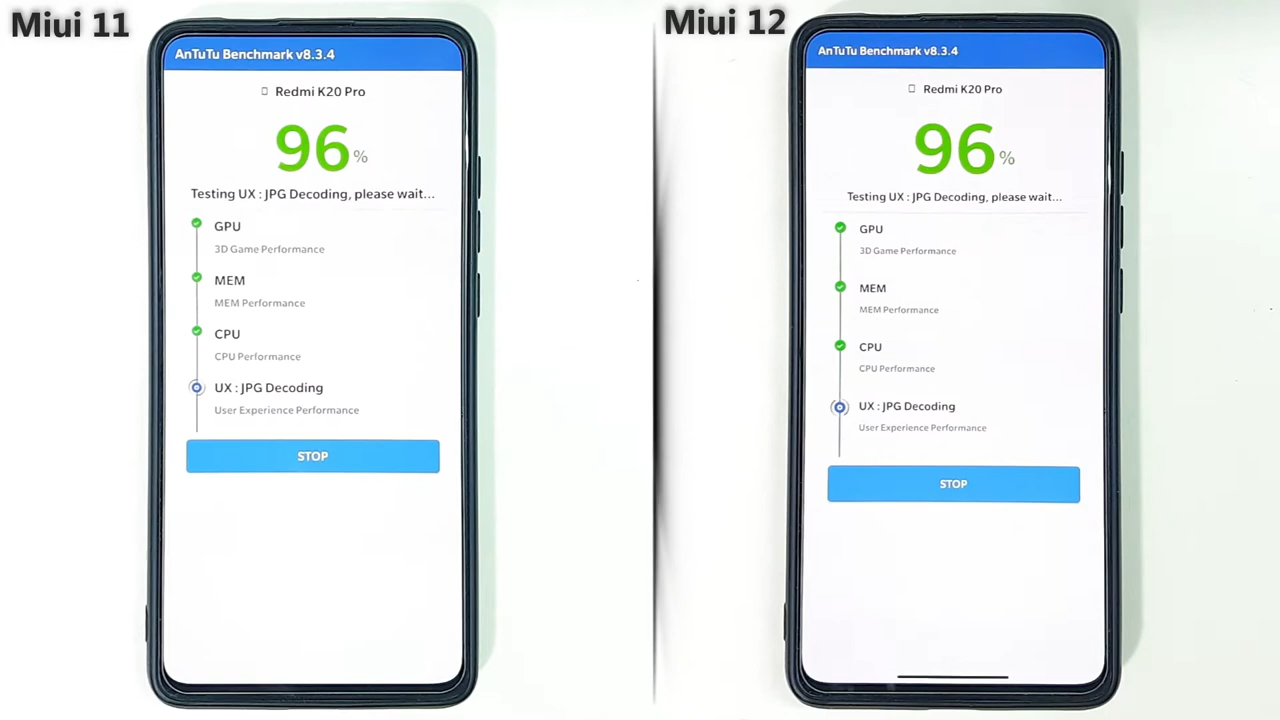 Miui 11
AnTuTu Benchmark v8.3.4
Redmi K20 Pro
96%
Testing UX : JPG Decoding, please wait...
GPU
3D Game Performance
MEM
MEM Performance
CPU
CPU Performance
UX : JPG Decoding
User Experience Performance
STOP
Miui 12
AnTuTu Benchmark v8.3.4
Redmi K20 Pro
96%
Testing UX : JPG Decoding, please wait...
GPU
3D Game Performance
MEM
MEM Performance
CPU
CPU Performance
UX : JPG Decoding
User Experience Performance
STOP